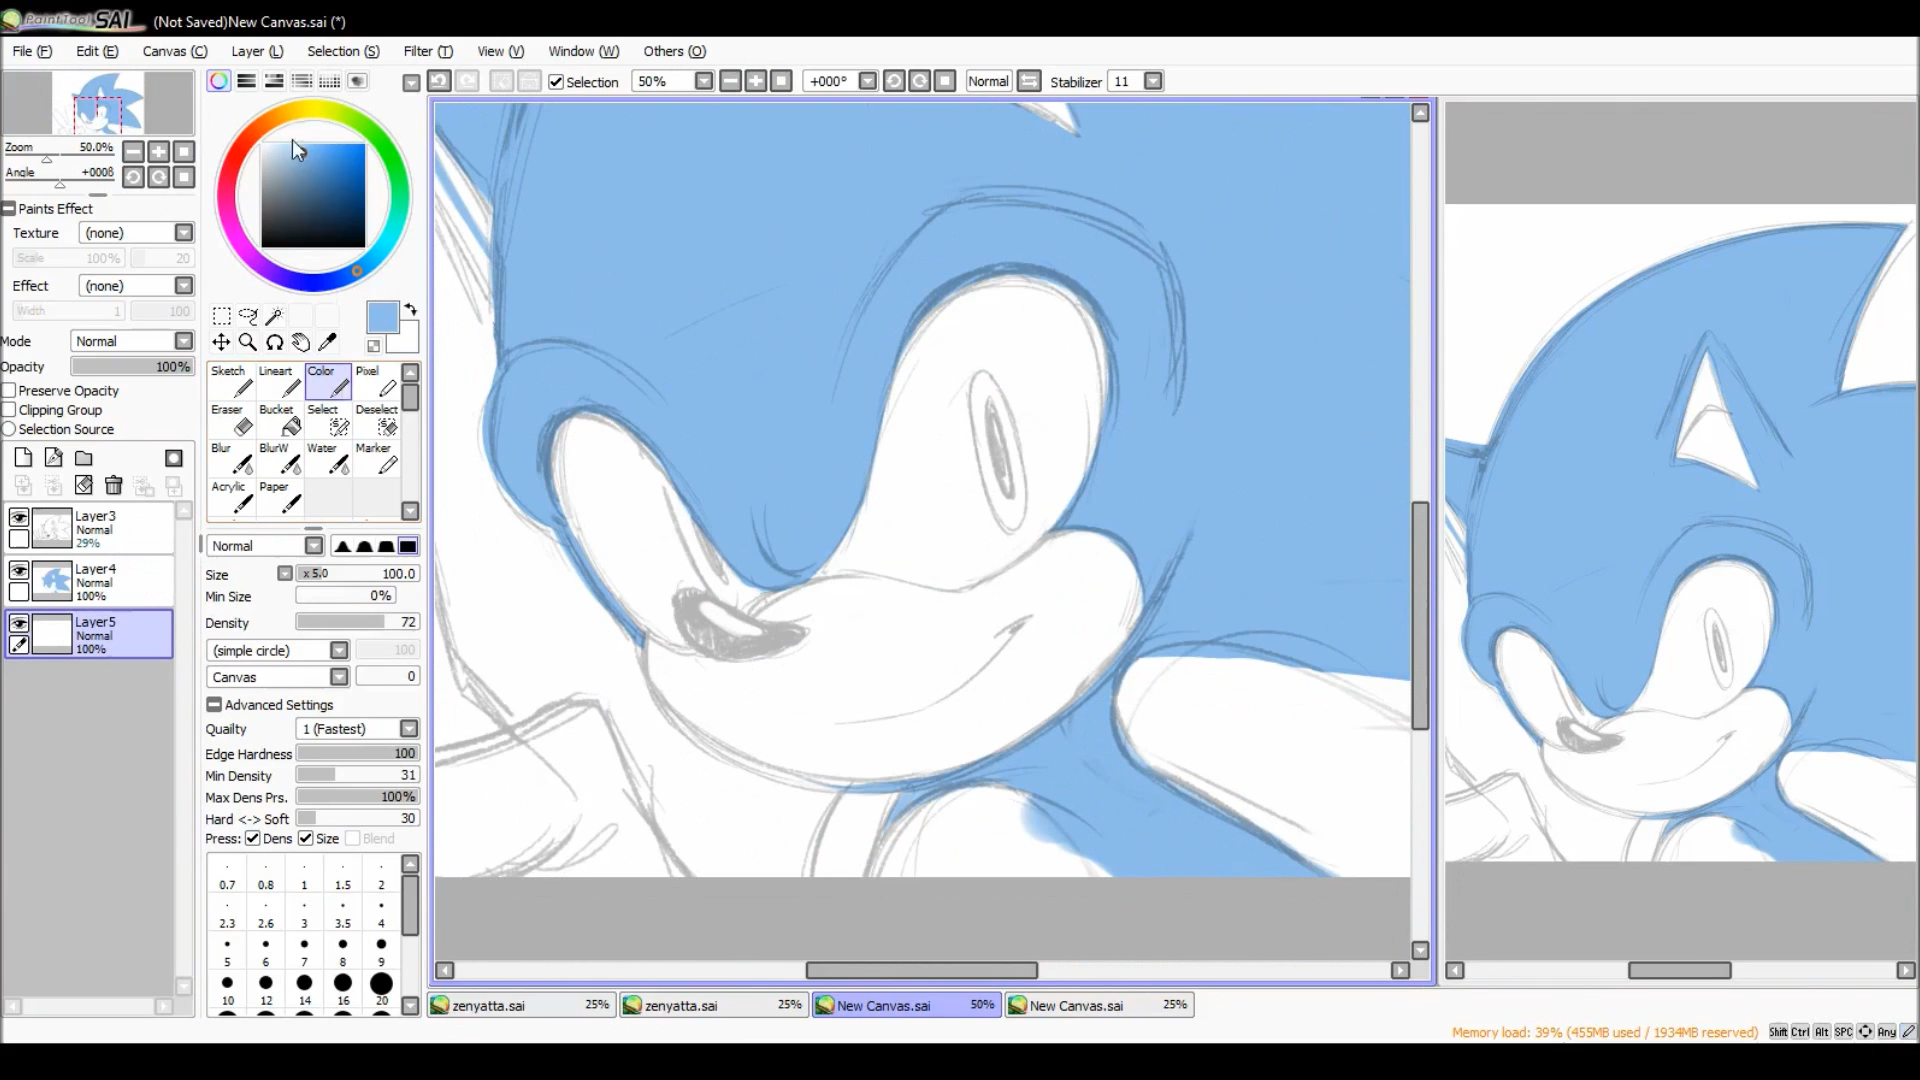 PaintTool SAI (Not Saved)New Canvas.sai (*)
File (F) Edit (E) Canvas (C) Layer (L) Selection (S) Filter (T) View (V) Window (W) Others (O)
Selection 50% +000° Normal Stabilizer 11
Zoom 50.0%
Angle +000ß
Paints Effect
Texture (none)
Scale 100% 20
Effect (none)
Width 1 100
Mode Normal
Opacity 100%
Preserve Opacity
Clipping Group
Selection Source
Layer3
Normal
29%
Layer4
Normal
100%
Layer5
Normal
100%
Sketch Lineart Color Pixel
Eraser Bucket Select Deselect
Blur BlurW Water Marker
Acrylic Paper
Normal
Size x 5.0 100.0
Min Size 0%
Density 72
(simple circle) 100
Canvas 0
Advanced Settings
Quailty 1 (Fastest)
Edge Hardness 100
Min Density 31
Max Dens Prs. 100%
Hard <-> Soft 30
Press: Dens Size Blend
0.7 0.8 1 1.5 2
2.3 2.6 3 3.5 4
5 6 7 8 9
10 12 14 16 20
zenyatta.sai 25% zenyatta.sai 25% New Canvas.sai 50% New Canvas.sai 25%
Memory load: 39% (455MB used / 1934MB reserved) Shift Ctrl Alt SPC Any